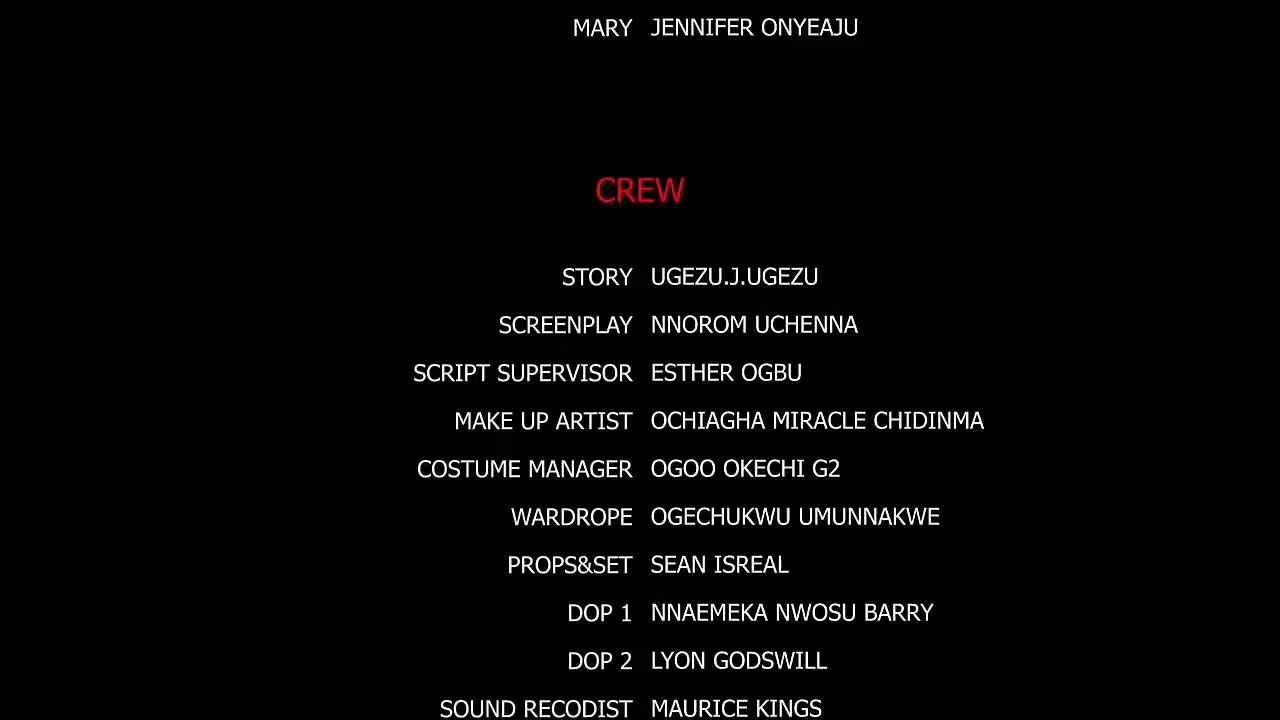 MARY JENNIFER ONYEAJU
CREW
STORY UGEZU.J.UGEZU
SCREENPLAY NNOROM UCHENNA
SCRIPT SUPERVISOR ESTHER OGBU
MAKE UP ARTIST OCHIAGHA MIRACLE CHIDINMA
COSTUME MANAGER OGOO OKECHI G2
WARDROPE OGECHUKWU UMUNNAKWE
PROPS&SET SEAN ISREAL
DOP 1 NNAEMEKA NWOSU BARRY
DOP 2 LYON GODSWILL
SOUND RECODIST MAURICE KINGS